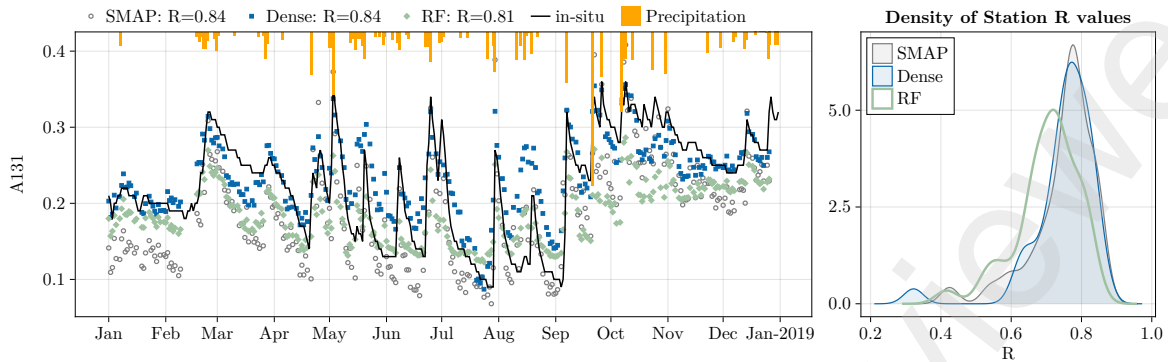 SMAP: R=0.84 Dense: R=0.84 RF: R=0.81 in-situ Precipitation
A131
0.4
0.3
0.2
0.1
Jan Feb Mar Apr May Jun Jul Aug Sep Oct Nov Dec Jan-2019
Density of Station R values
SMAP
Dense
RF
5.0
2.5
0.0
0.2 0.4 0.6 0.8 1.0
R